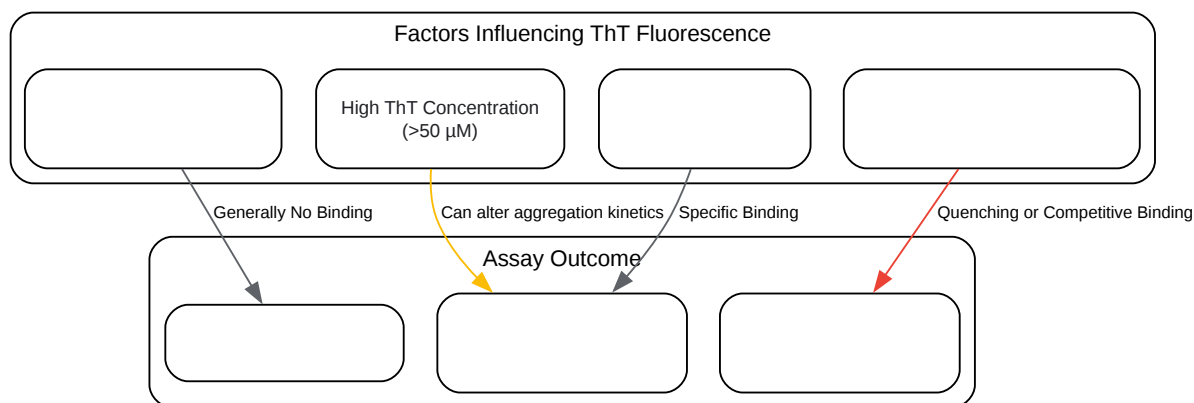 Factors Influencing ThT Fluorescence
High ThT Concentration
(>50 µM)
Generally No Binding
Can alter aggregation kinetics
Specific Binding
Quenching or Competitive Binding
Assay Outcome